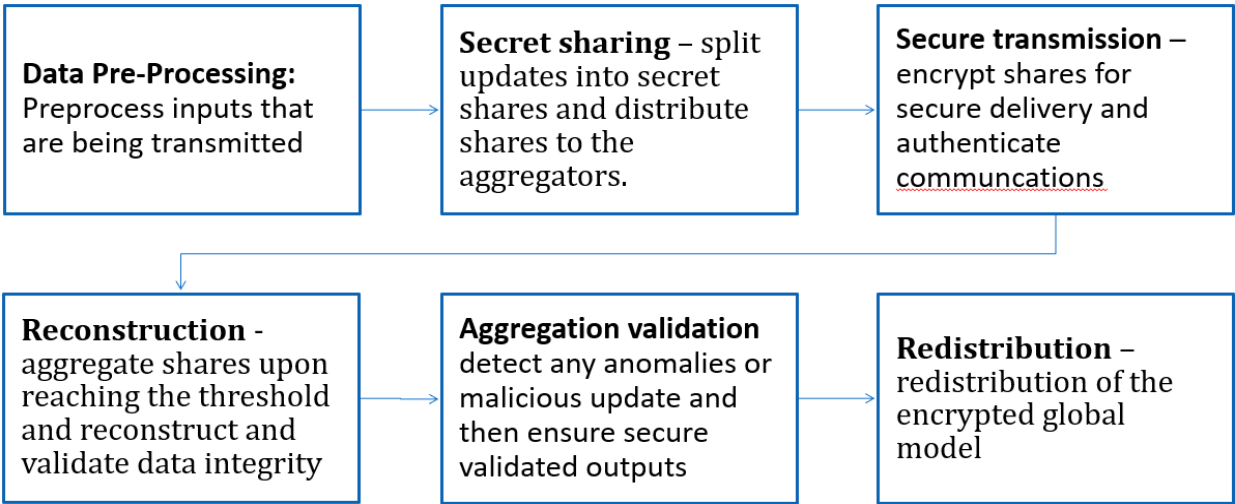 Data Pre-Processing:
Preprocess inputs that
are being transmitted
Secret sharing – split
updates into secret
shares and distribute
shares to the
aggregators.
Secure transmission –
encrypt shares for
secure delivery and
authenticate
communcations
Reconstruction -
aggregate shares upon
reaching the threshold
and reconstruct and
validate data integrity
Aggregation validation
detect any anomalies or
malicious update and
then ensure secure
validated outputs
Redistribution –
redistribution of the
encrypted global
model